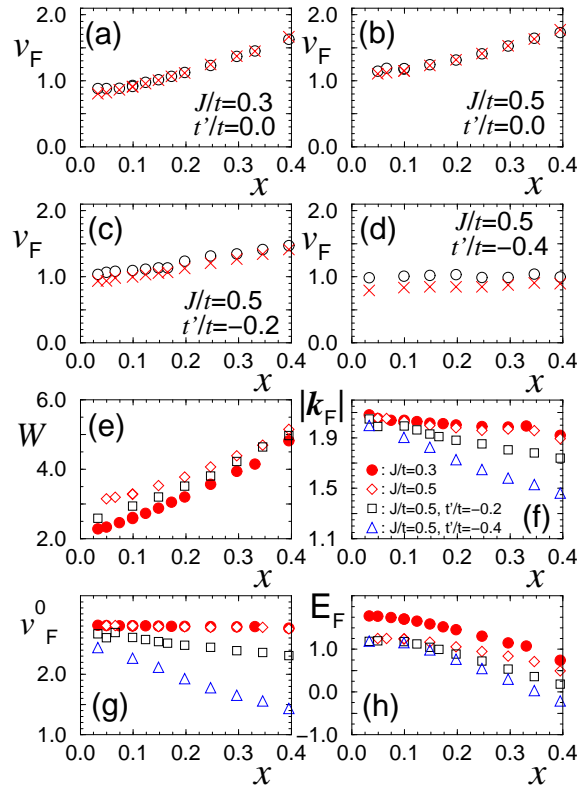 2.0
(a)
v_F
1.0
J/t=0.3
t'/t=0.0
0.0
0.0 0.1 0.2 0.3 0.4
x
2.0
(b)
v_F
1.0
J/t=0.5
t'/t=0.0
0.0
0.0 0.1 0.2 0.3 0.4
x
2.0
(c)
v_F
1.0
J/t=0.5
t'/t=−0.2
0.0
0.0 0.1 0.2 0.3 0.4
x
2.0
(d)
J/t=0.5
t'/t=−0.4
v_F
1.0
0.0
0.0 0.1 0.2 0.3 0.4
x
6.0
(e)
W
4.0
2.0
0.0 0.1 0.2 0.3 0.4
x
|k_F|
1.9
: J/t=0.3
: J/t=0.5
1.5
: J/t=0.5, t'/t=−0.2
(f)
: J/t=0.5, t'/t=−0.4
1.1
0.0 0.1 0.2 0.3 0.4
x
v_F^0
2.0
(g)
1.0
0.0 0.1 0.2 0.3 0.4
x
E_F
1.0
0.0
(h)
−1.0
0.0 0.1 0.2 0.3 0.4
x